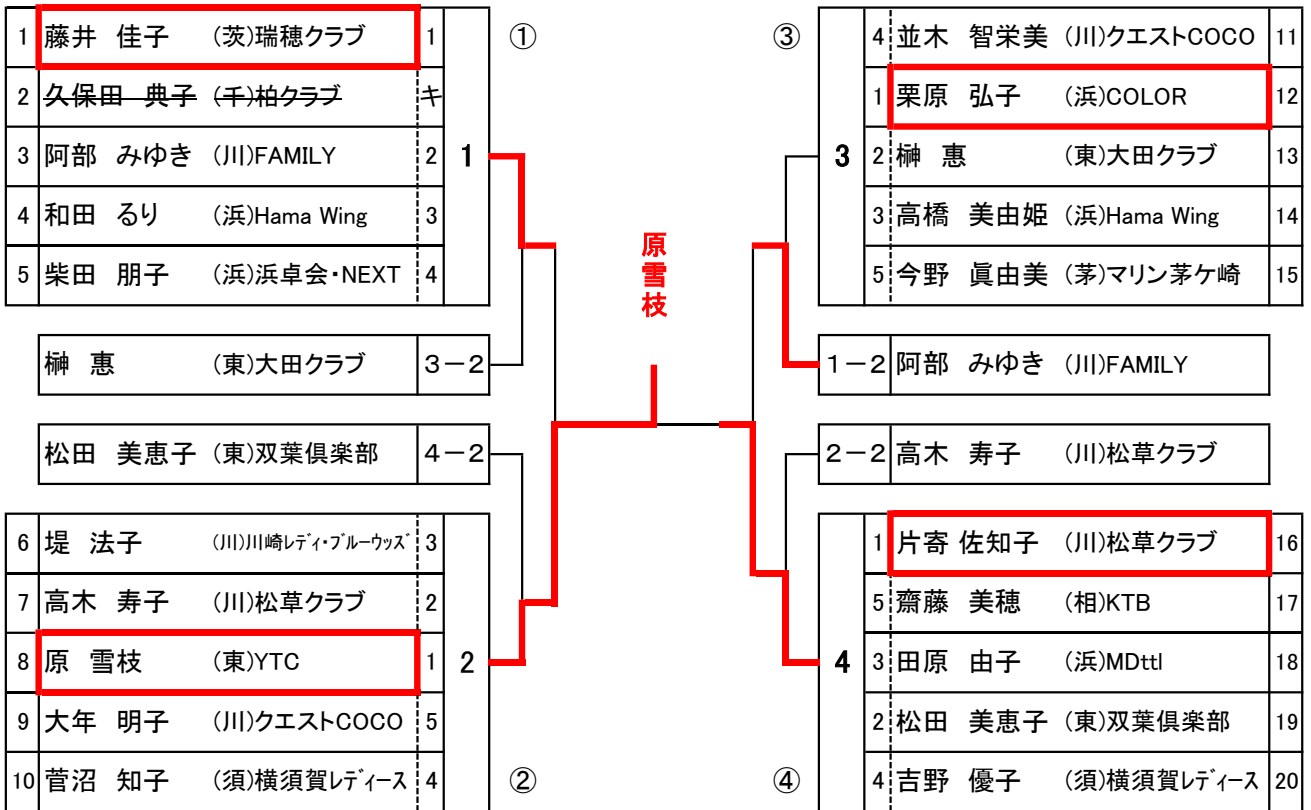 1 藤井 佳子 (茨)瑞穂クラブ 1
2 久保田 典子 (千)柏クラブ キ
3 阿部 みゆき (川)FAMILY 2
4 和田 るり (浜)Hama Wing 3
5 柴田 朋子 (浜)浜卓会・NEXT 4
1
①
榊 惠 (東)大田クラブ 3-2
松田 美恵子 (東)双葉倶楽部 4-2
6 堤 法子 (川)川崎レディ・ブルーウッズ 3
7 高木 寿子 (川)松草クラブ 2
8 原 雪枝 (東)YTC 1
9 大年 明子 (川)クエストCOCO 5
10 菅沼 知子 (須)横須賀レディース 4
2
②
原雪枝
③
3
4 並木 智栄美 (川)クエストCOCO 11
1 栗原 弘子 (浜)COLOR 12
2 榊 惠 (東)大田クラブ 13
3 高橋 美由姫 (浜)Hama Wing 14
5 今野 眞由美 (茅)マリン茅ケ崎 15
1-2 阿部 みゆき (川)FAMILY
2-2 高木 寿子 (川)松草クラブ
④
4
1 片寄 佐知子 (川)松草クラブ 16
5 齋藤 美穂 (相)KTB 17
3 田原 由子 (浜)MDttl 18
2 松田 美恵子 (東)双葉倶楽部 19
4 吉野 優子 (須)横須賀レディース 20